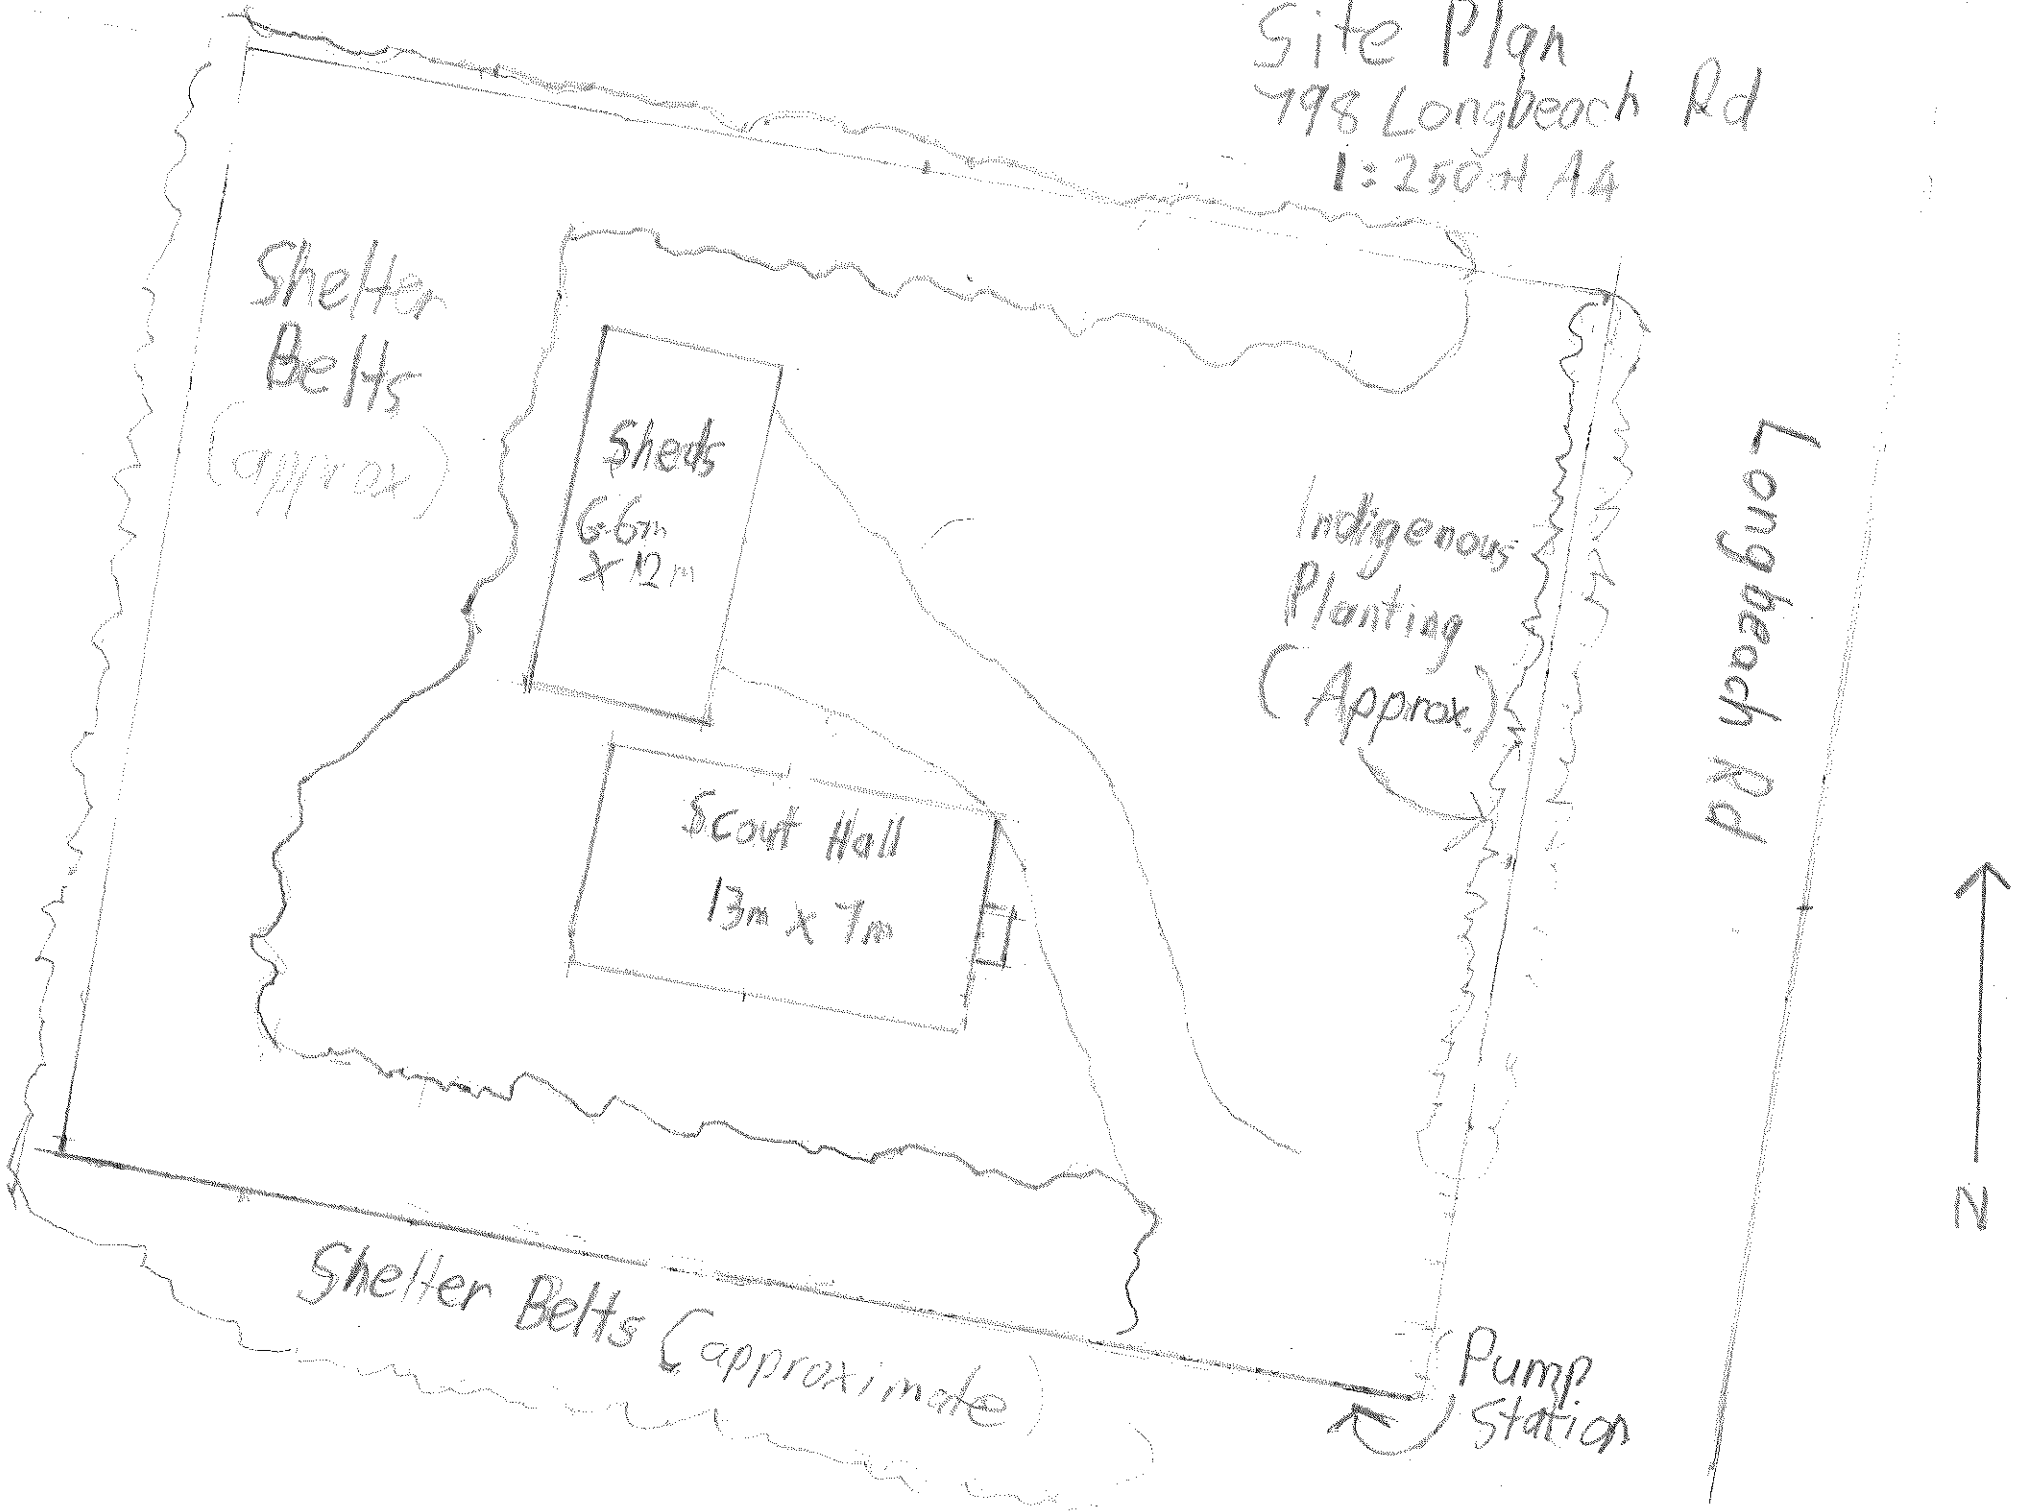 Site Plan
798 Longbeach Rd
1:250 at A4
Shelter
Belts
(approx)
Sheds
6.6m
x 12m
Indigenous
Planting
(Approx.)
Longbeach Rd
Scout Hall
13m x 7m
N
Shelter Belts (approximate)
Pump
Station